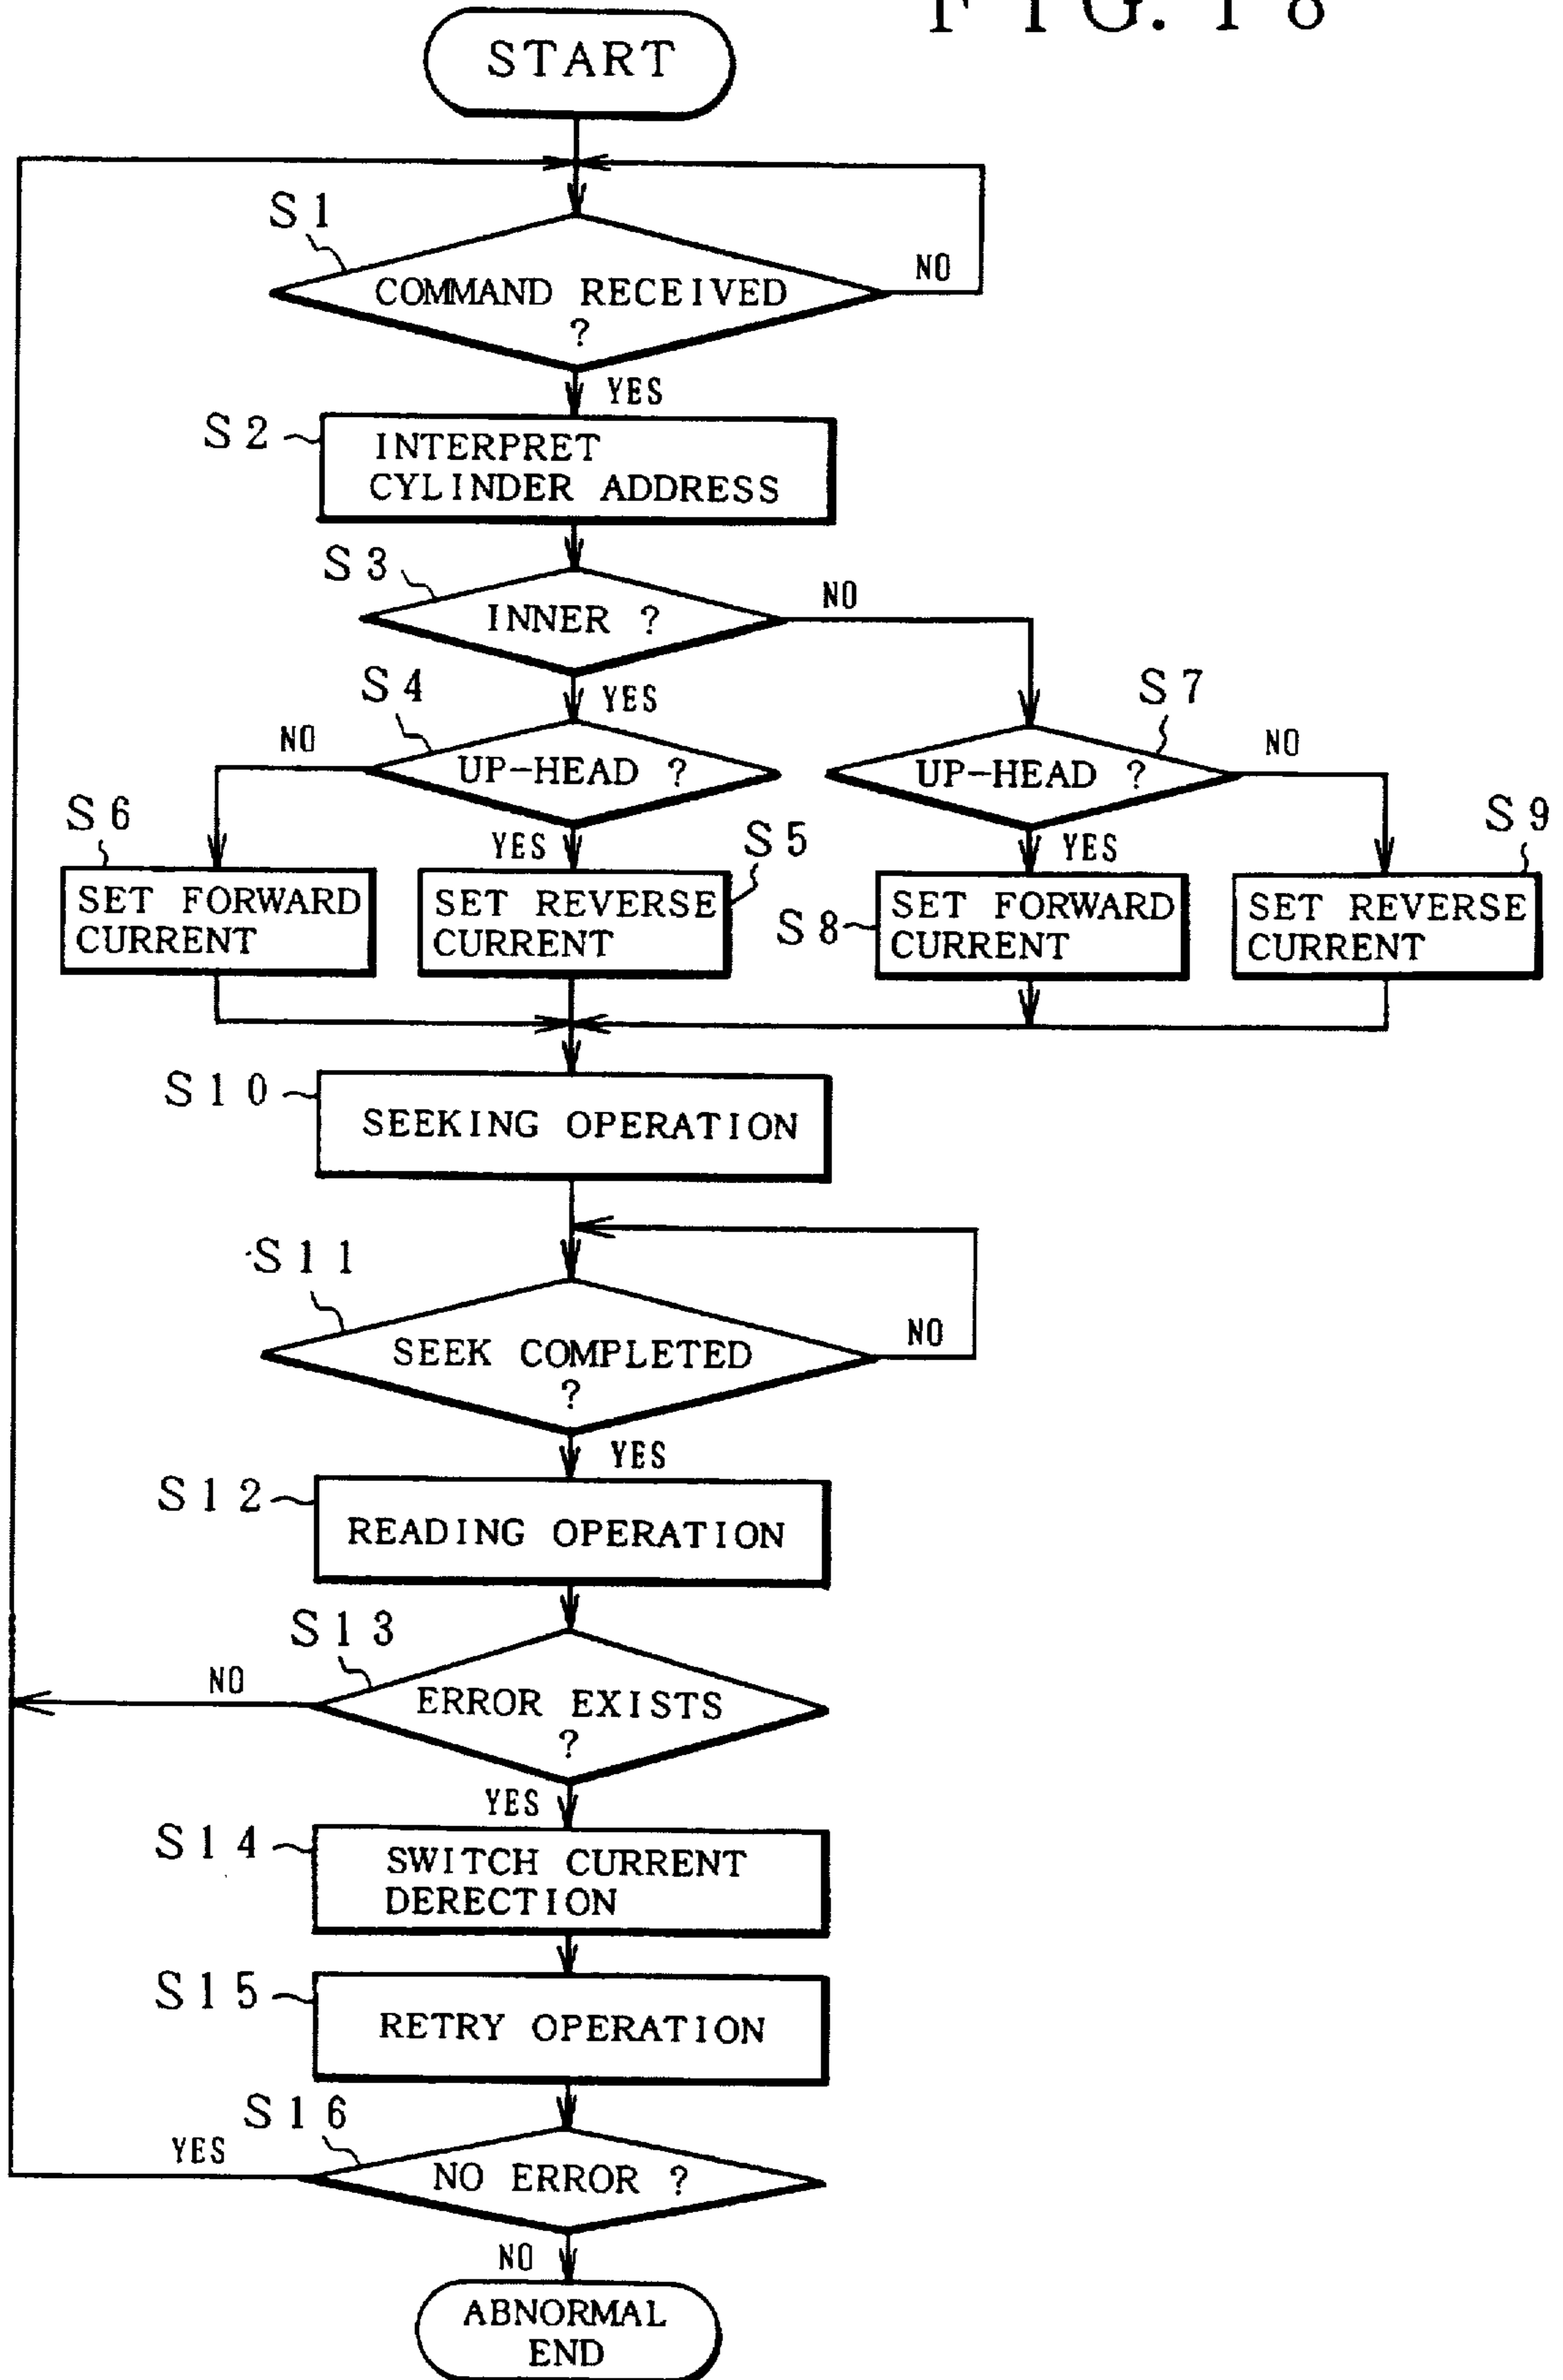 FIG. 18
START
S1
COMMAND RECEIVED
?
NO
YES
S2
INTERPRET
CYLINDER ADDRESS
S3
INNER ?
NO
YES
S4
UP-HEAD ?
NO
YES
S7
UP-HEAD ?
NO
YES
S6
SET FORWARD
CURRENT
S5
SET REVERSE
CURRENT
S8
SET FORWARD
CURRENT
S9
SET REVERSE
CURRENT
S10
SEEKING OPERATION
S11
SEEK COMPLETED
?
NO
YES
S12
READING OPERATION
S13
ERROR EXISTS
?
NO
YES
S14
SWITCH CURRENT
DERECTION
S15
RETRY OPERATION
S16
NO ERROR ?
YES
NO
ABNORMAL
END